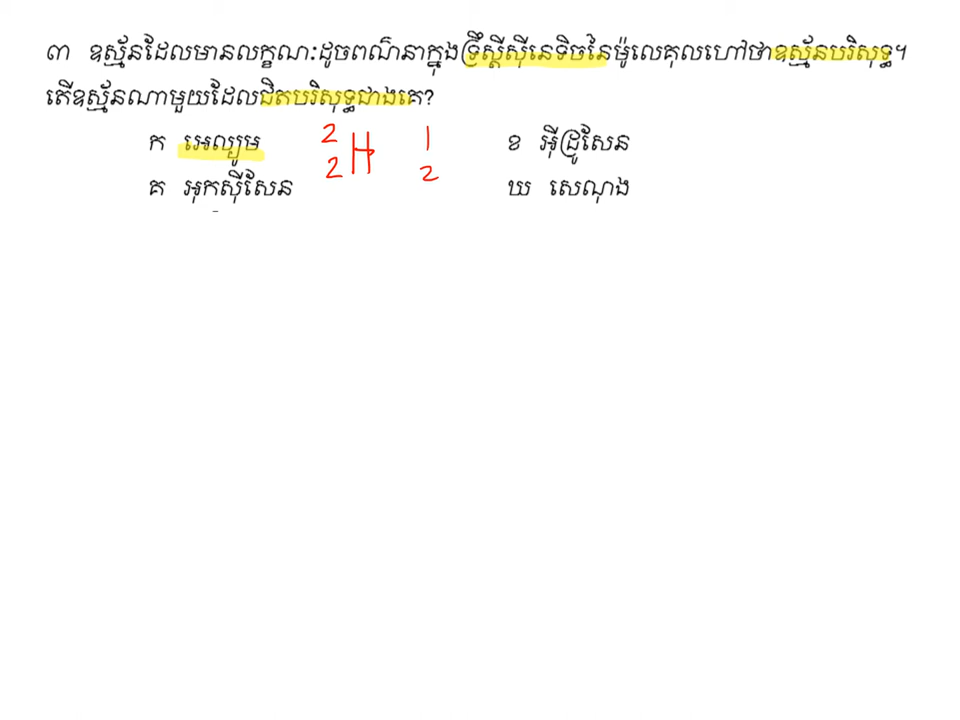 ៣ ឧស្ម័នដែលមានលក្ខណៈដូចពណ៌នាក្នុងទ្រឹស្តីស៊ីនេទិចនៃម៉ូលេគុលហៅថាឧស្ម័នបរិសុទ្ធ។
តើឧស្ម័នណាមួយដែលជិតបរិសុទ្ធជាងគេ?
ក អេល្យូម 2 2 H 1 2 ខ អ៊ីដ្រូសែន
គ អុកស៊ីសែន ឃ សេណុង